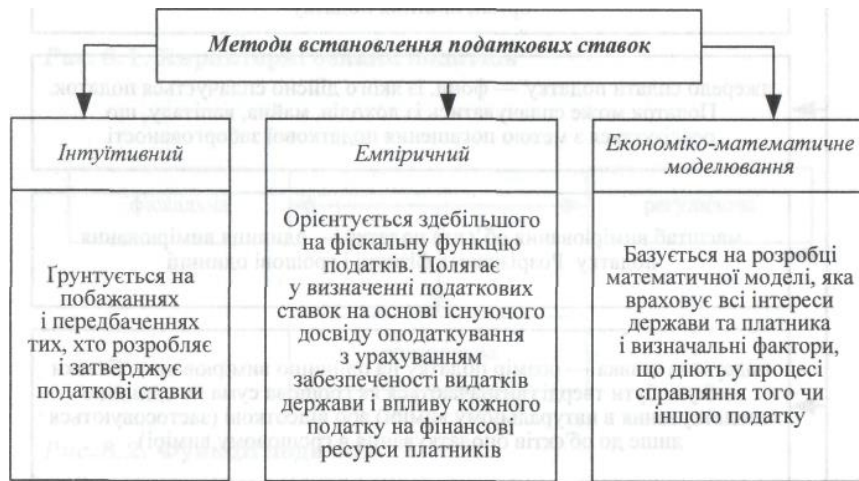 Методи встановлення податкових ставок
Інтуїтивний
Ґрунтується на
побажаннях
і передбаченнях
тих, хто розробляє
і затверджує
податкові ставки
Емпіричний
Орієнтується здебільшого
на фіскальну функцію
податків. Полягає
у визначенні податкових
ставок на основі існуючого
досвіду оподаткування
з урахуванням
забезпеченості видатків
держави і впливу кожного
податку на фінансові
ресурси платників
Економіко-математичне
моделювання
Базується на розробці
математичної моделі, яка
враховує всі інтереси
держави та платника
і визначальні фактори,
що діють у процесі
справляння того чи
іншого податку